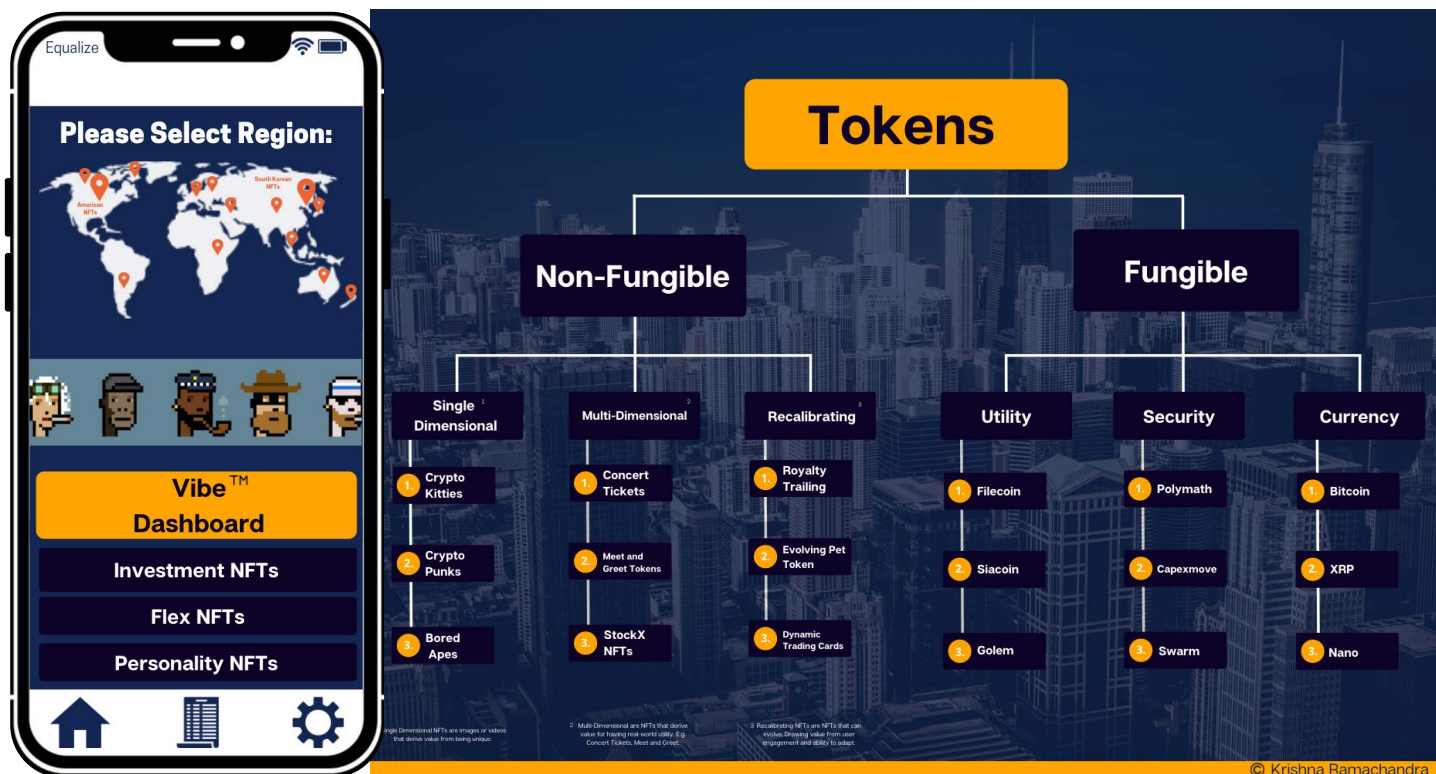 Equalize
Please Select Region:
American
NFTs
South Korean
NFTs
Vibe™
Dashboard
Investment NFTs
Flex NFTs
Personality NFTs
Tokens
Non-Fungible
Fungible
Single 1
Dimensional
Multi-Dimensional 2
Recalibrating 3
Utility
Security
Currency
1. Crypto
Kitties
2. Crypto
Punks
3. Bored
Apes
1. Concert
Tickets
2. Meet and
Greet Tokens
3. StockX
NFTs
1. Royalty
Trailing
2. Evolving Pet
Token
3. Dynamic
Trading Cards
1. Filecoin
2. Siacoin
3. Golem
1. Polymath
2. Capexmove
3. Swarm
1. Bitcoin
2. XRP
3. Nano
Dimensional NFTs are images or videos
that derive value from being unique.
2 Multi-Dimensional are NFTs that derive
value for having real-world utility. E.g.
Concert Tickets, Meet and Greet.
3 Recalibrating NFTs are NFTs that can
evolve. Drawing value from user
engagement and ability to adapt.
© Krishna Ramachandra